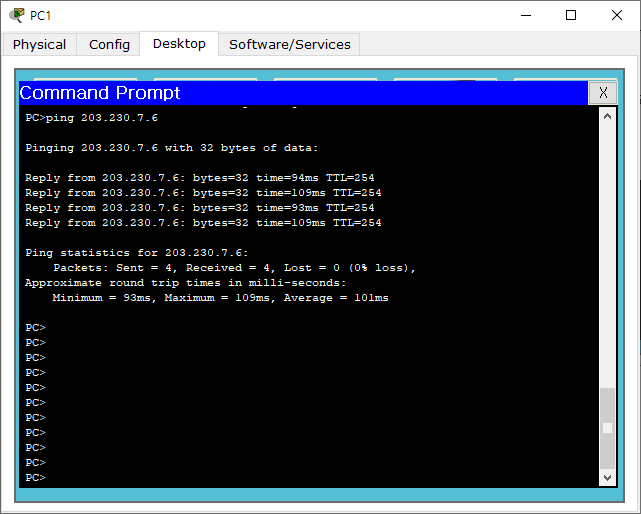 PC1
Physical
Config
Desktop
Software/Services
Command Prompt
X
PC>ping 203.230.7.6
Pinging 203.230.7.6 with 32 bytes of data:
Reply from 203.230.7.6: bytes=32 time=94ms TTL=254
Reply from 203.230.7.6: bytes=32 time=109ms TTL=254
Reply from 203.230.7.6: bytes=32 time=93ms TTL=254
Reply from 203.230.7.6: bytes=32 time=109ms TTL=254
Ping statistics for 203.230.7.6:
Packets: Sent = 4, Received = 4, Lost = 0 (0% loss),
Approximate round trip times in milli-seconds:
Minimum = 93ms, Maximum = 109ms, Average = 101ms
PC>
PC>
PC>
PC>
PC>
PC>
PC>
PC>
PC>
PC>
PC>